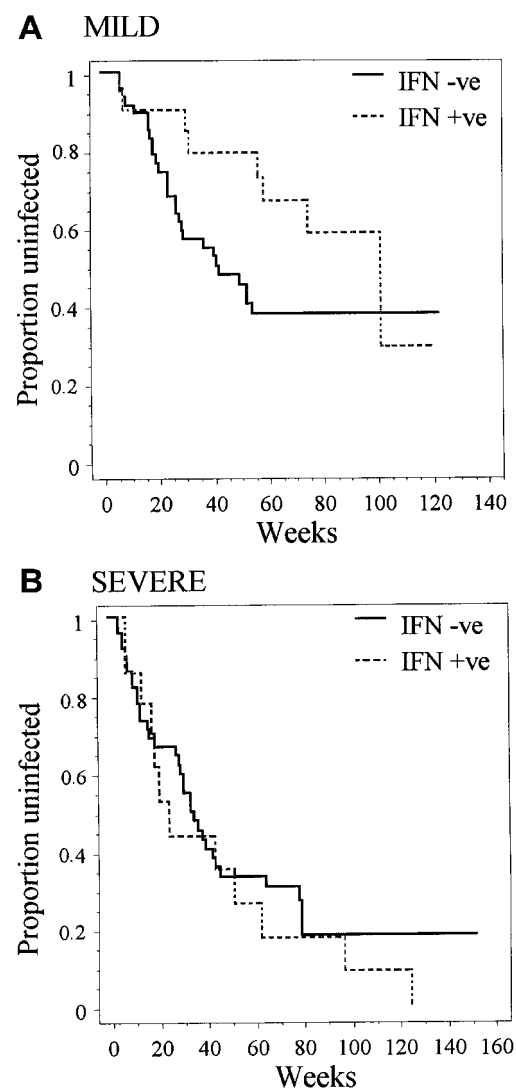 A MILD
1
0.8
0.6
0.4
0.2
0
Proportion uninfected
IFN -ve
IFN +ve
0 20 40 60 80 100 120 140
Weeks
B SEVERE
1
0.8
0.6
0.4
0.2
0
Proportion uninfected
IFN -ve
IFN +ve
0 20 40 60 80 100 120 140 160
Weeks